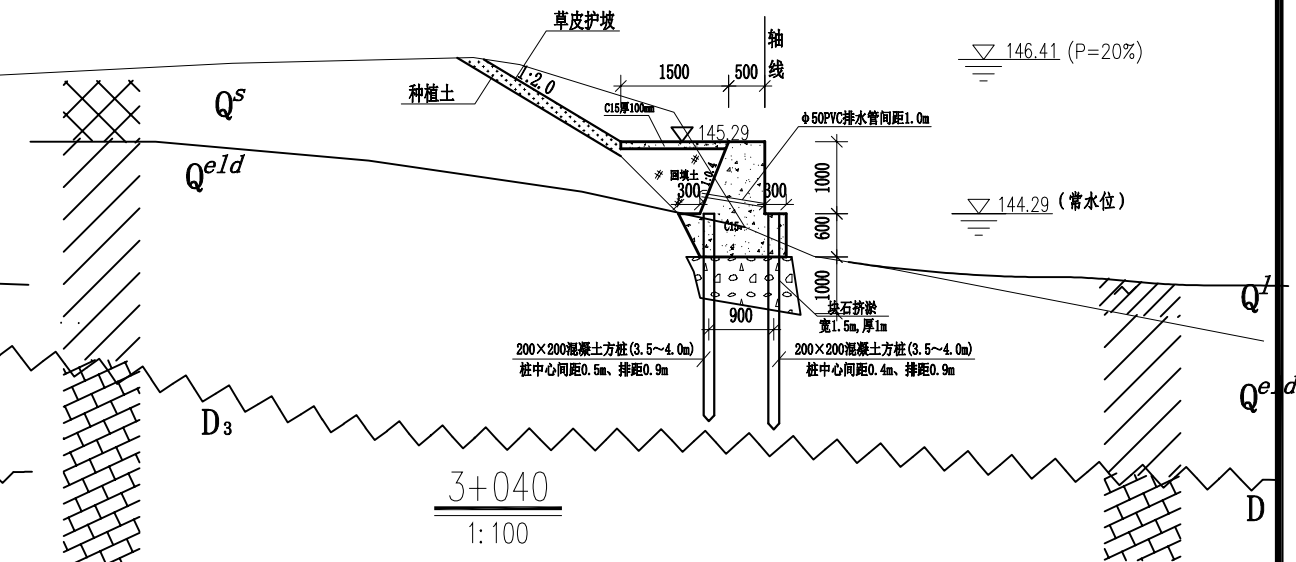 草皮护坡
轴线
146.41 (P=20%)
1:2.0
1500
500
种植土
Qs
C15厚100mm
145.29
φ50PVC排水管间距1.0m
Qeld
回填土
1:0.4
1000
300
300
144.29 (常水位)
600
C15
1000
Ql
块石挤淤
宽1.5m,厚1m
900
200×200混凝土方桩(3.5～4.0m)
桩中心间距0.5m、排距0.9m
200×200混凝土方桩(3.5～4.0m)
桩中心间距0.4m、排距0.9m
Qeld
D3
3+040
1:100
D